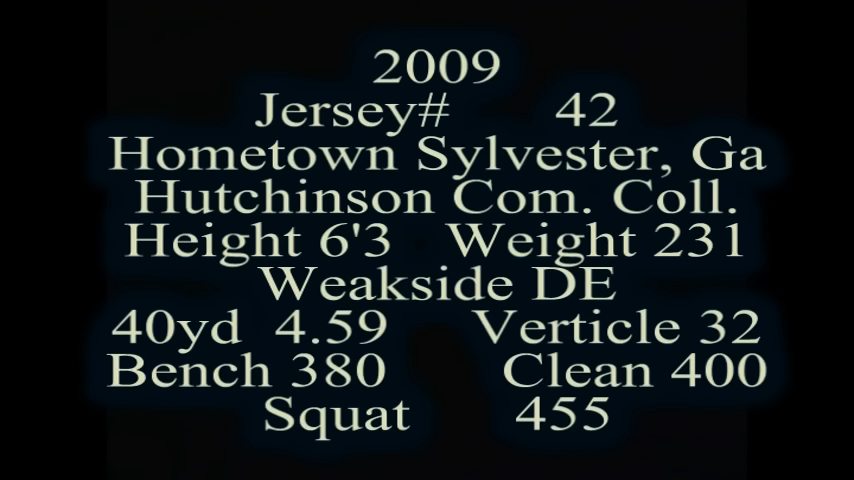 2009
Jersey# 42
Hometown Sylvester, Ga
Hutchinson Com. Coll.
Height 6'3 Weight 231
Weakside DE
40yd 4.59 Verticle 32
Bench 380 Clean 400
Squat 455